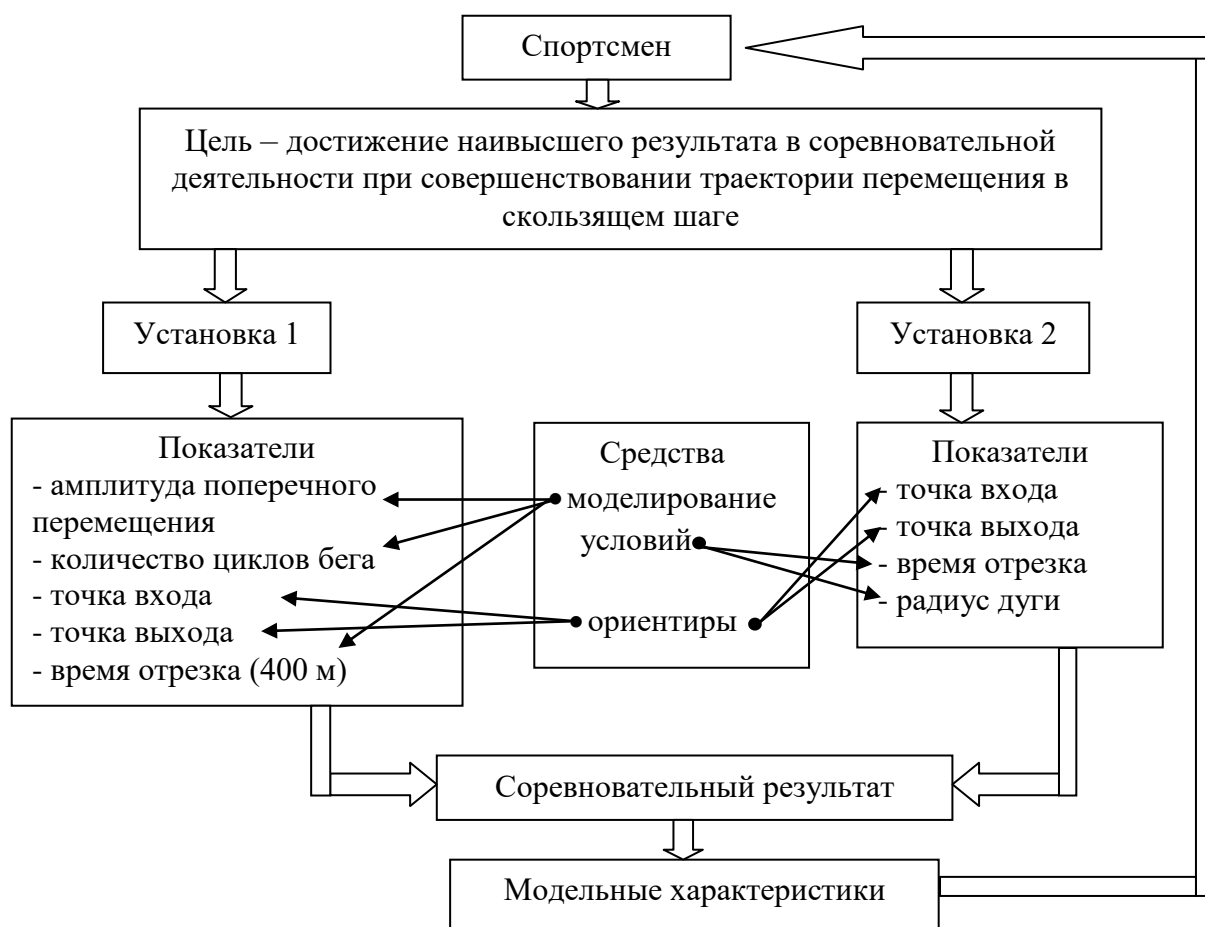 Спортсмен
Цель – достижение наивысшего результата в соревновательной
деятельности при совершенствовании траектории перемещения в
скользящем шаге
Установка 1
Установка 2
Показатели
- амплитуда поперечного
перемещения
- количество циклов бега
- точка входа
- точка выхода
- время отрезка (400 м)
Средства
моделирование
условий
ориентиры
Показатели
- точка входа
- точка выхода
- время отрезка
- радиус дуги
Соревновательный результат
Модельные характеристики